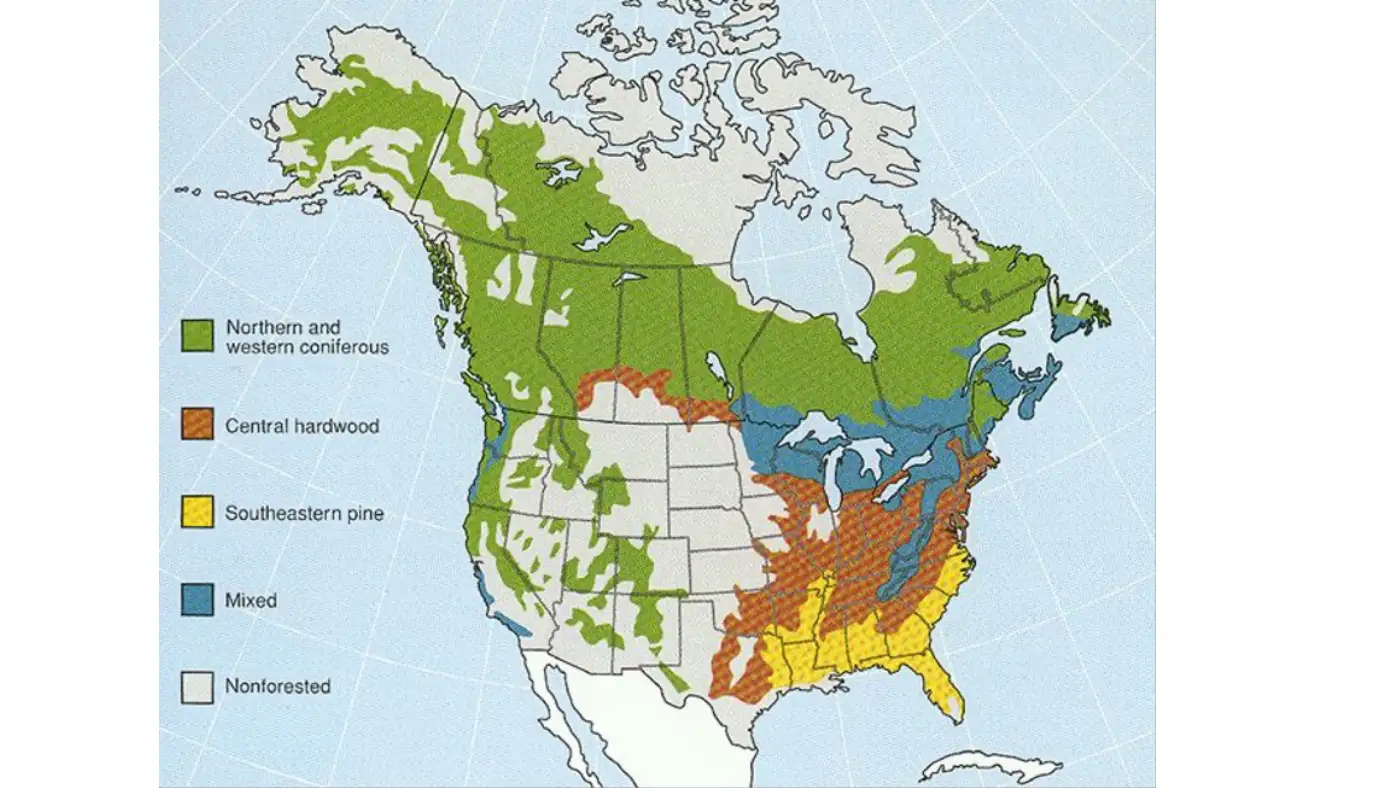 Northern and
western coniferous
Central hardwood
Southeastern pine
Mixed
Nonforested